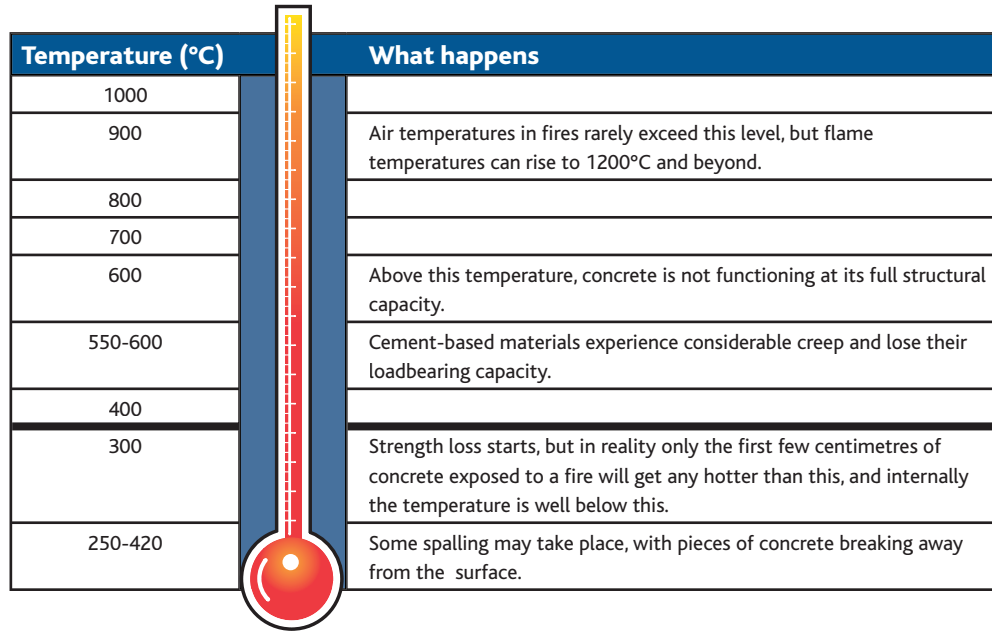 Temperature (°C) What happens
1000
900 Air temperatures in fires rarely exceed this level, but flame
temperatures can rise to 1200°C and beyond.
800
700
600 Above this temperature, concrete is not functioning at its full structural
capacity.
550-600 Cement-based materials experience considerable creep and lose their
loadbearing capacity.
400
300 Strength loss starts, but in reality only the first few centimetres of
concrete exposed to a fire will get any hotter than this, and internally
the temperature is well below this.
250-420 Some spalling may take place, with pieces of concrete breaking away
from the surface.